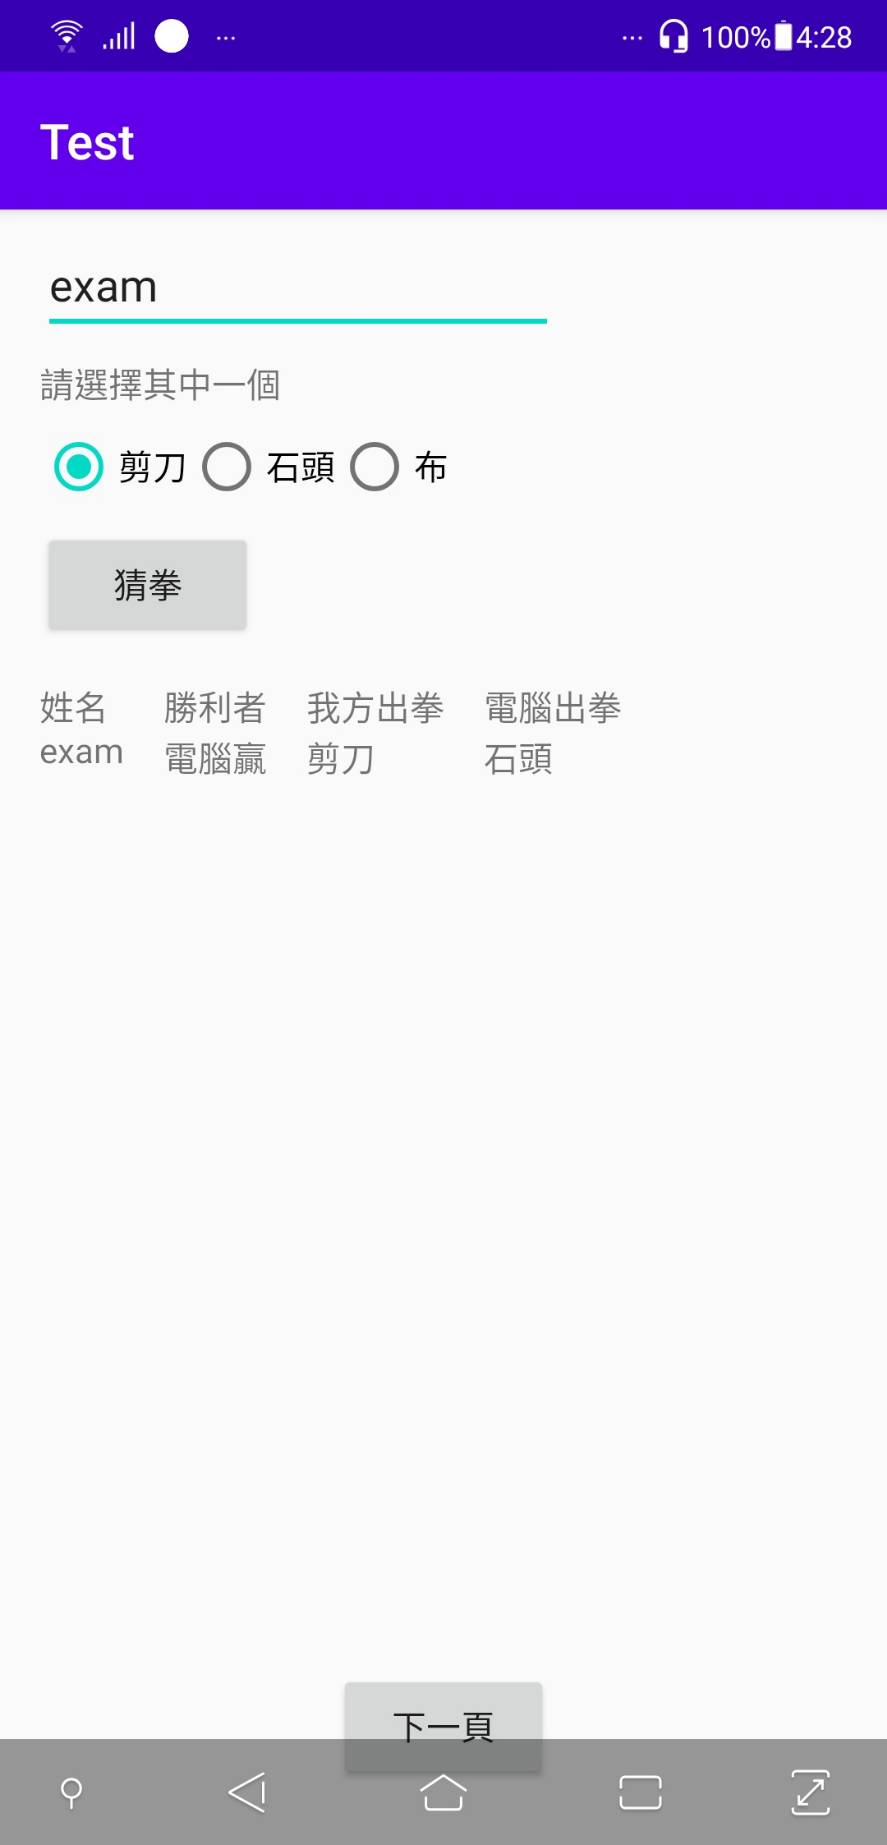 ... ... 100% 4:28
Test
exam
請選擇其中一個
剪刀 石頭 布
猜拳
姓名 勝利者 我方出拳 電腦出拳
exam 電腦贏 剪刀 石頭
下一頁